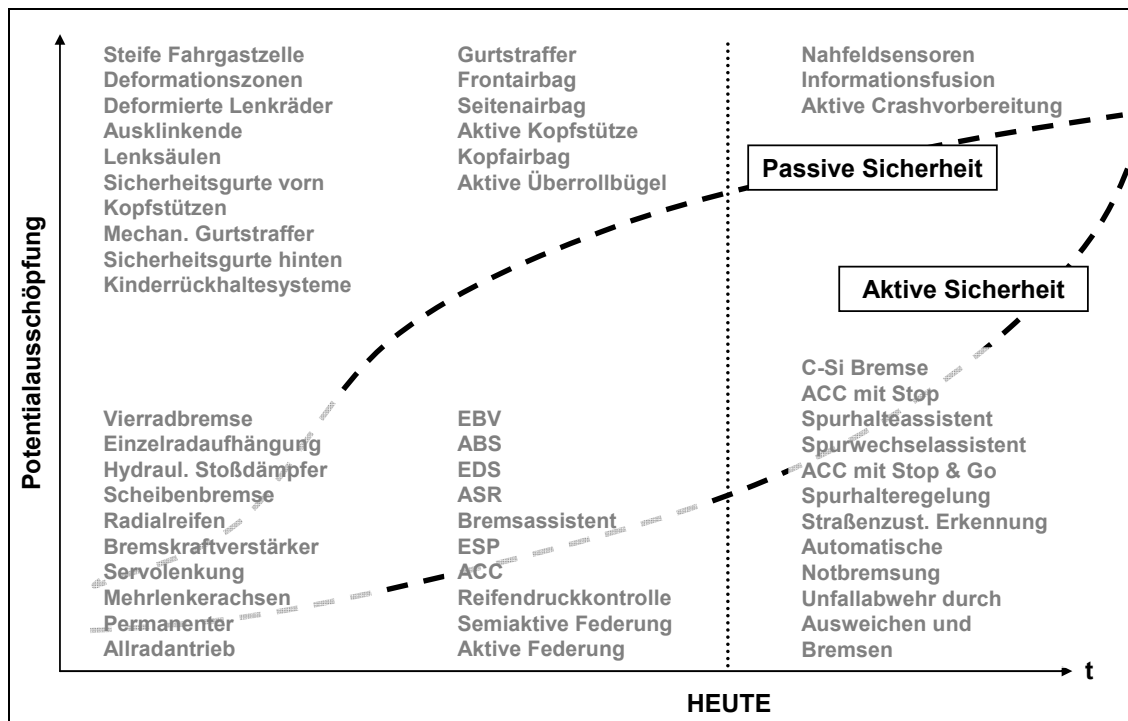 Potentialausschöpfung
Steife Fahrgastzelle
Deformationszonen
Deformierte Lenkräder
Ausklinkende
Lenksäulen
Sicherheitsgurte vorn
Kopfstützen
Mechan. Gurtstraffer
Sicherheitsgurte hinten
Kinderrückhaltesysteme
Gurtstraffer
Frontairbag
Seitenairbag
Aktive Kopfstütze
Kopfairbag
Aktive Überrollbügel
Nahfeldsensoren
Informationsfusion
Aktive Crashvorbereitung
Passive Sicherheit
Aktive Sicherheit
Vierradbremse
Einzelradaufhängung
Hydraul. Stoßdämpfer
Scheibenbremse
Radialreifen
Bremskraftverstärker
Servolenkung
Mehrlenkerachsen
Permanenter
Allradantrieb
EBV
ABS
EDS
ASR
Bremsassistent
ESP
ACC
Reifendruckkontrolle
Semiaktive Federung
Aktive Federung
C-Si Bremse
ACC mit Stop
Spurhalteassistent
Spurwechselassistent
ACC mit Stop & Go
Spurhalteregelung
Straßenzust. Erkennung
Automatische
Notbremsung
Unfallabwehr durch
Ausweichen und
Bremsen
t
HEUTE